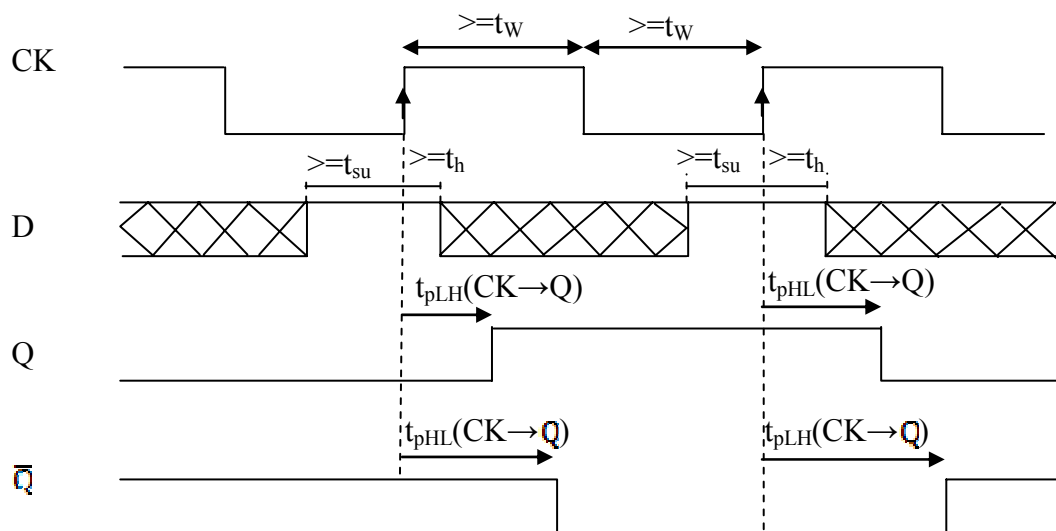 >=tW >=tW
CK
>=tsu >=th >=tsu >=th
D
tpLH(CK→Q) tpHL(CK→Q)
Q
tpHL(CK→Q) tpLH(CK→Q)
Q̅